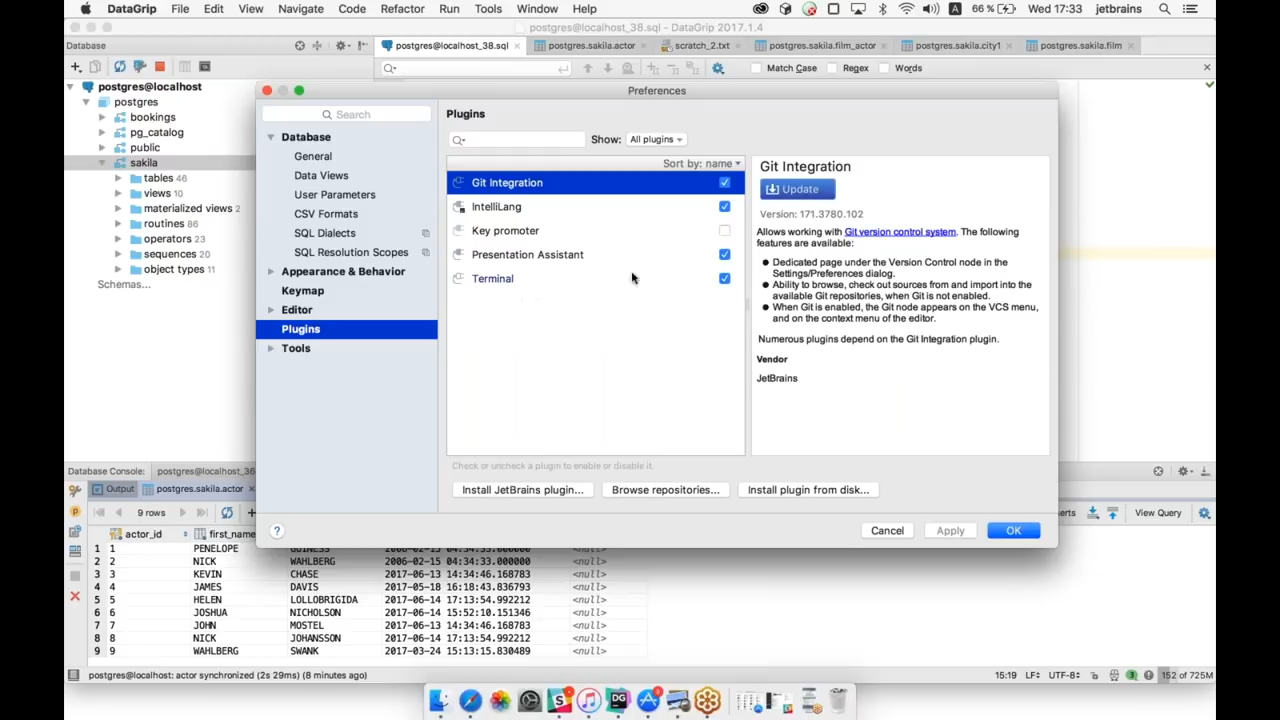 DataGrip File Edit View Navigate Code Refactor Run Tools Window Help 66 % Wed 17:33 jetbrains
postgres@localhost_38.sql - DataGrip 2017.1.4
Database
postgres@localhost_38.sql
postgres.sakila.actor
scratch_2.txt
postgres.sakila.film_actor
postgres.sakila.city1
postgres.sakila.film
Match Case Regex Words
postgres@localhost
postgres
bookings
pg_catalog
public
sakila
tables 46
views 10
materialized views 2
routines 86
operators 23
sequences 20
object types 11
Schemas...
Preferences
Search
Database
General
Data Views
User Parameters
CSV Formats
SQL Dialects
SQL Resolution Scopes
Appearance & Behavior
Keymap
Editor
Plugins
Tools
Plugins
Show: All plugins
Sort by: name
Git Integration
IntelliLang
Key promoter
Presentation Assistant
Terminal
Check or uncheck a plugin to enable or disable it.
Install JetBrains plugin...
Browse repositories...
Install plugin from disk...
Git Integration
Update
Version: 171.3780.102
Allows working with Git version control system. The following
features are available:
Dedicated page under the Version Control node in the
Settings/Preferences dialog.
Ability to browse, check out sources from and import into the
available Git repositories, when Git is not enabled.
When Git is enabled, the Git node appears on the VCS menu,
and on the context menu of the editor.
Numerous plugins depend on the Git Integration plugin.
Vendor
JetBrains
? Cancel Apply OK
Database Console: postgres@localhost_36
Output postgres.sakila.actor
9 rows
View Query
actor_id first_name
1 1 PENELOPE GUINESS 2006-02-15 04:34:33.000000 <null>
2 2 NICK WAHLBERG 2006-02-15 04:34:33.000000 <null>
3 3 KEVIN CHASE 2017-06-13 14:34:46.168783 <null>
4 4 JAMES DAVIS 2017-05-18 16:18:43.836793 <null>
5 5 HELEN LOLLOBRIGIDA 2017-06-14 17:13:54.992212 <null>
6 6 JOSHUA NICHOLSON 2017-06-14 15:52:10.151346 <null>
7 7 JOHN MOSTEL 2017-06-13 14:34:46.168783 <null>
8 8 NICK JOHANSSON 2017-06-14 17:13:54.992212 <null>
9 9 WAHLBERG SWANK 2017-03-24 15:13:15.830489 <null>
postgres@localhost: actor synchronized (2s 29ms) (8 minutes ago)
15:19 LF UTF-8 152 of 725M